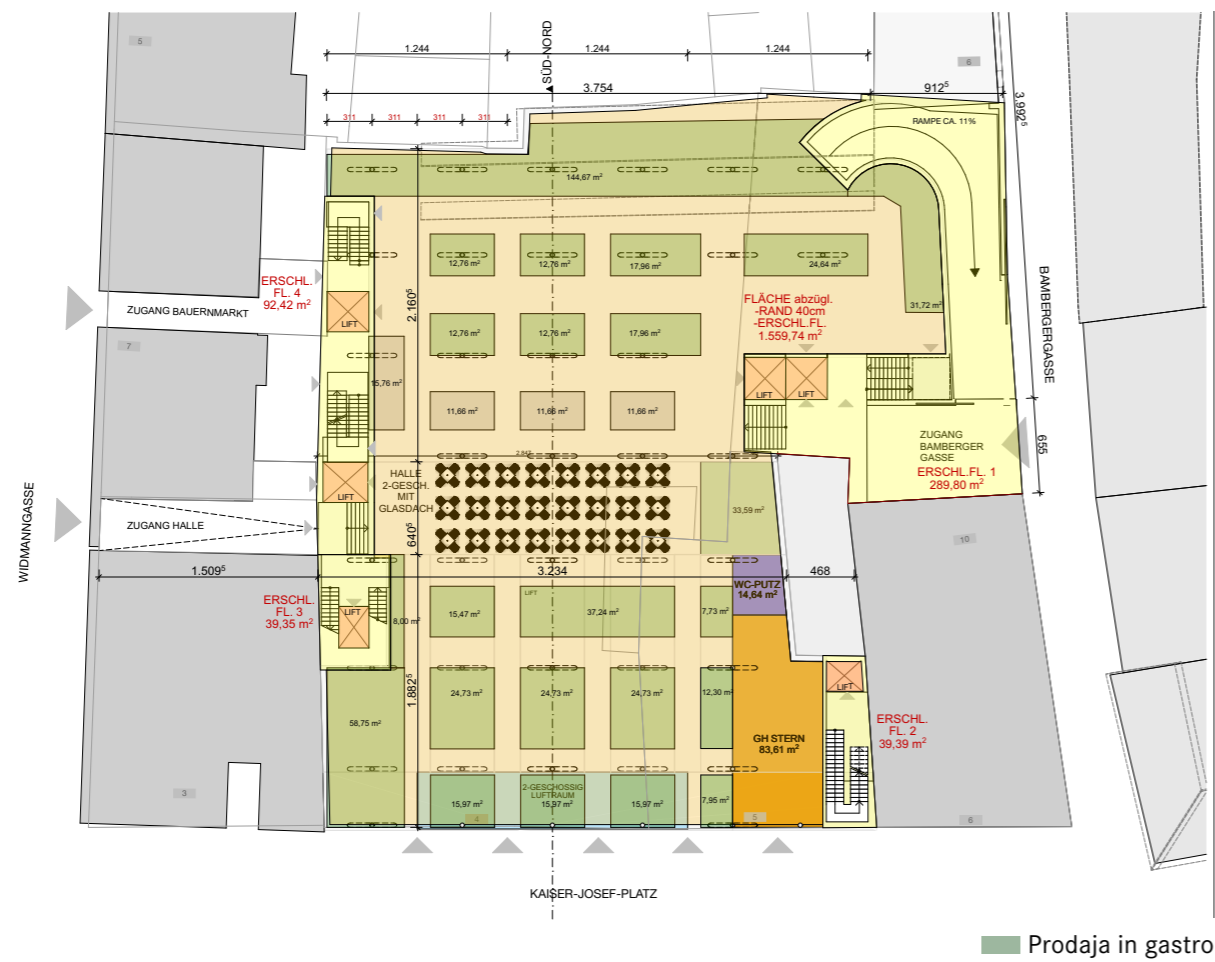 5
6
1.244
1.244
1.244
SÜD-NORD
3.754
912⁵
3.992⁵
311
311
311
311
RAMPE CA. 11%
144,67 m²
12,76 m²
12,76 m²
17,96 m²
24,64 m²
31,72 m²
ERSCHL.
FL. 4
92,42 m²
ZUGANG BAUERNMARKT
LIFT
2.160⁵
FLÄCHE abzügl.
-RAND 40cm
-ERSCHL.FL.
1.559,74 m²
BAMBERGERGASSE
7
12,76 m²
12,76 m²
17,96 m²
15,76 m²
11,66 m²
11,66 m²
11,66 m²
LIFT
LIFT
655
ZUGANG
BAMBERGER
GASSE
ERSCHL.FL. 1
289,80 m²
HALLE
2-GESCH.
MIT
GLASDACH
LIFT
640⁵
33,59 m²
WIDMANNGASSE
ZUGANG HALLE
10
1.509⁵
3.234
468
WC-PUTZ
14,64 m²
ERSCHL.
FL. 3
39,35 m²
LIFT
8,00 m²
LIFT
15,47 m²
37,24 m²
7,73 m²
1.882⁵
58,75 m²
24,73 m²
24,73 m²
24,73 m²
12,30 m²
LIFT
GH STERN
83,61 m²
ERSCHL.
FL. 2
39,39 m²
2-GESCHOSSIG
LUFTRAUM
3
15,97 m²
15,97 m²
15,97 m²
7,95 m²
4
5
6
KAISER-JOSEF-PLATZ
Prodaja in gastro